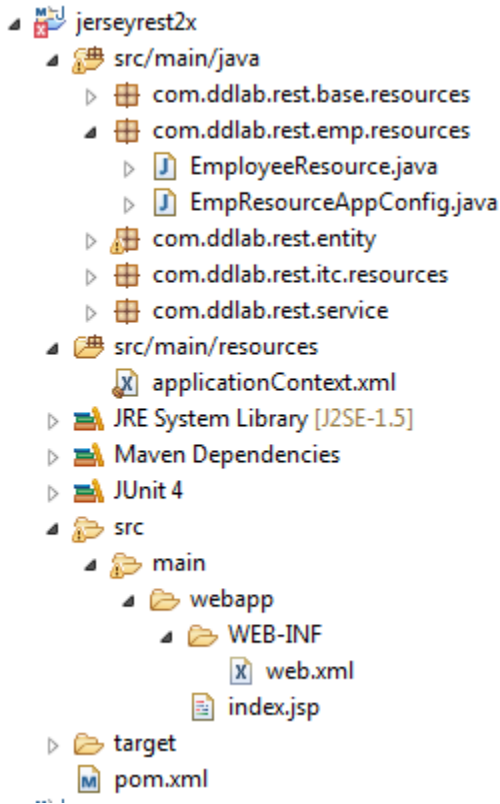 jerseyrest2x
src/main/java
com.ddlab.rest.base.resources
com.ddlab.rest.emp.resources
EmployeeResource.java
EmpResourceAppConfig.java
com.ddlab.rest.entity
com.ddlab.rest.itc.resources
com.ddlab.rest.service
src/main/resources
applicationContext.xml
JRE System Library [J2SE-1.5]
Maven Dependencies
JUnit 4
src
main
webapp
WEB-INF
web.xml
index.jsp
target
pom.xml